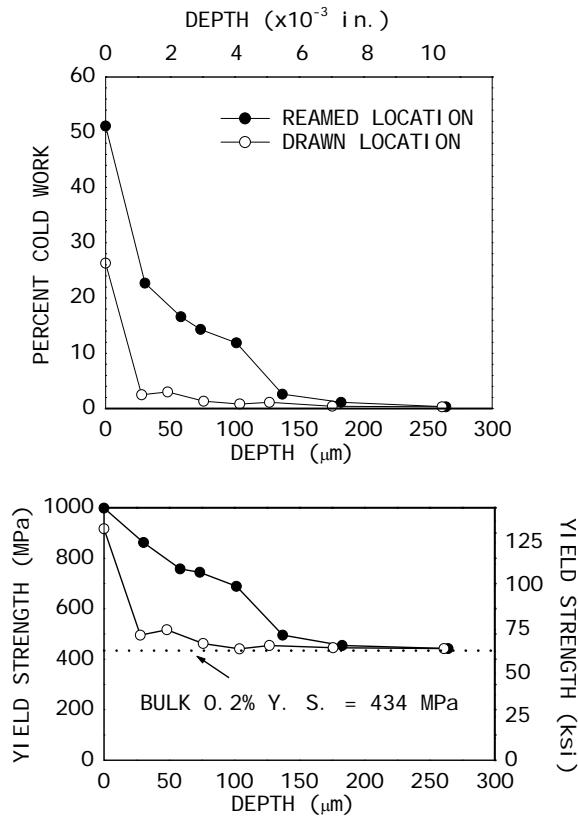 DEPTH (x10⁻³ in.)
0 2 4 6 8 10
60
50
40
30
20
10
0
PERCENT COLD WORK
REAMED LOCATION
DRAWN LOCATION
0 50 100 150 200 250 300
DEPTH (μm)
1000
800
600
400
200
0
YIELD STRENGTH (MPa)
125
100
75
50
25
0
YIELD STRENGTH (ksi)
BULK 0.2% Y. S. = 434 MPa
0 50 100 150 200 250 300
DEPTH (μm)